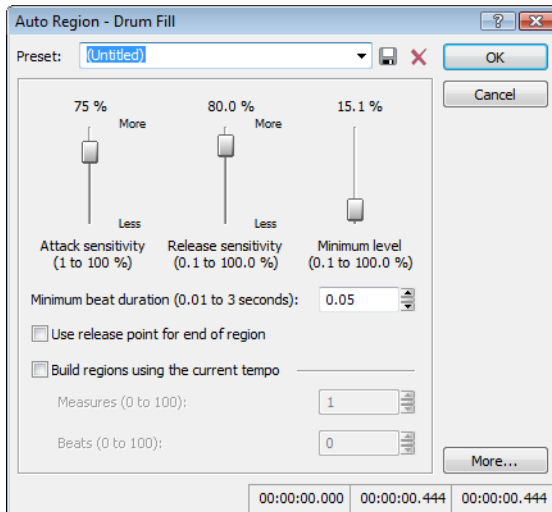 Auto Region - Drum Fill
Preset: (Untitled)
OK
Cancel
75 % 80.0 % 15.1 %
More More
Less Less
Attack sensitivity Release sensitivity Minimum level
(1 to 100 %) (0.1 to 100.0 %) (0.1 to 100.0 %)
Minimum beat duration (0.01 to 3 seconds): 0.05
Use release point for end of region
Build regions using the current tempo
Measures (0 to 100): 1
Beats (0 to 100): 0
More...
00:00:00.000 00:00:00.444 00:00:00.444